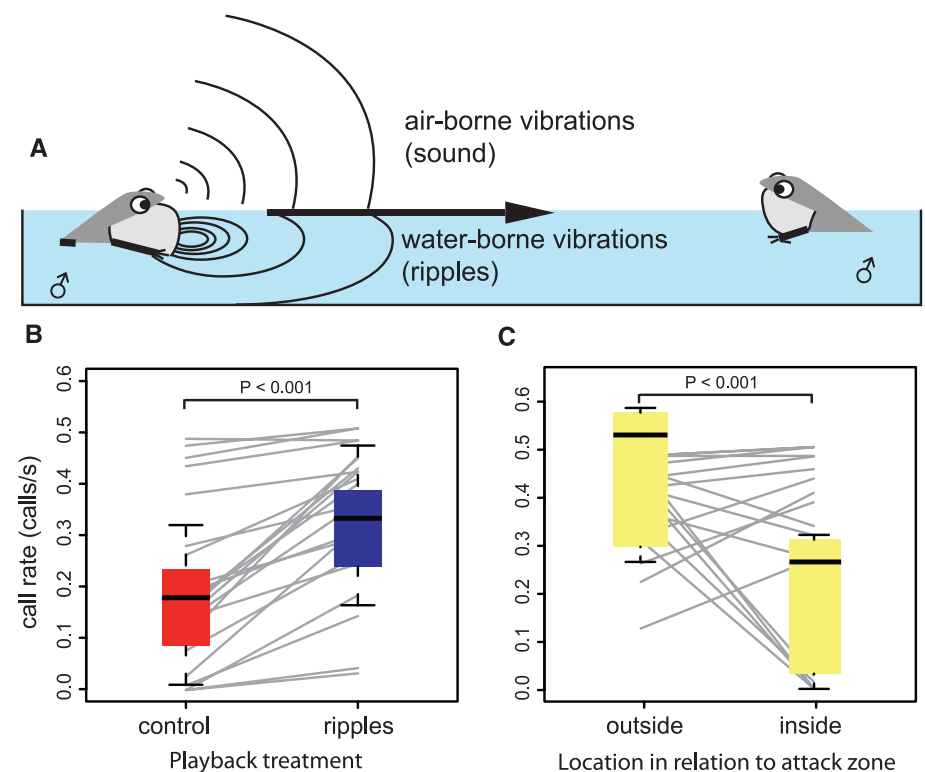 A
air-borne vibrations
(sound)
water-borne vibrations
(ripples)
♂
♂
B
P < 0.001
call rate (calls/s)
0.6
0.5
0.4
0.3
0.2
0.1
0.0
control
ripples
Playback treatment
C
P < 0.001
0.6
0.5
0.4
0.3
0.2
0.1
0.0
outside
inside
Location in relation to attack zone